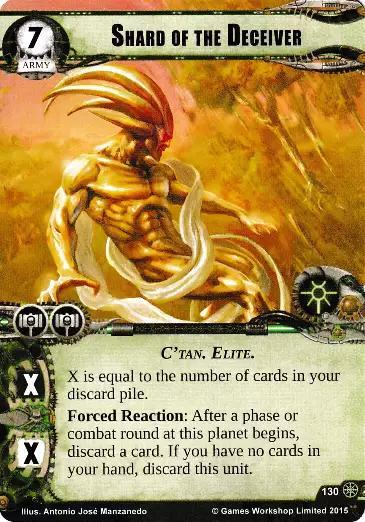 7
SHARD OF THE DECEIVER
ARMY
C'TAN. ELITE.
X
X is equal to the number of cards in your
discard pile.
Forced Reaction: After a phase or
combat round at this planet begins,
X
discard a card. If you have no cards in
your hand, discard this unit.
130
Illus. Antonio José Manzanedo
© Games Workshop Limited 2015